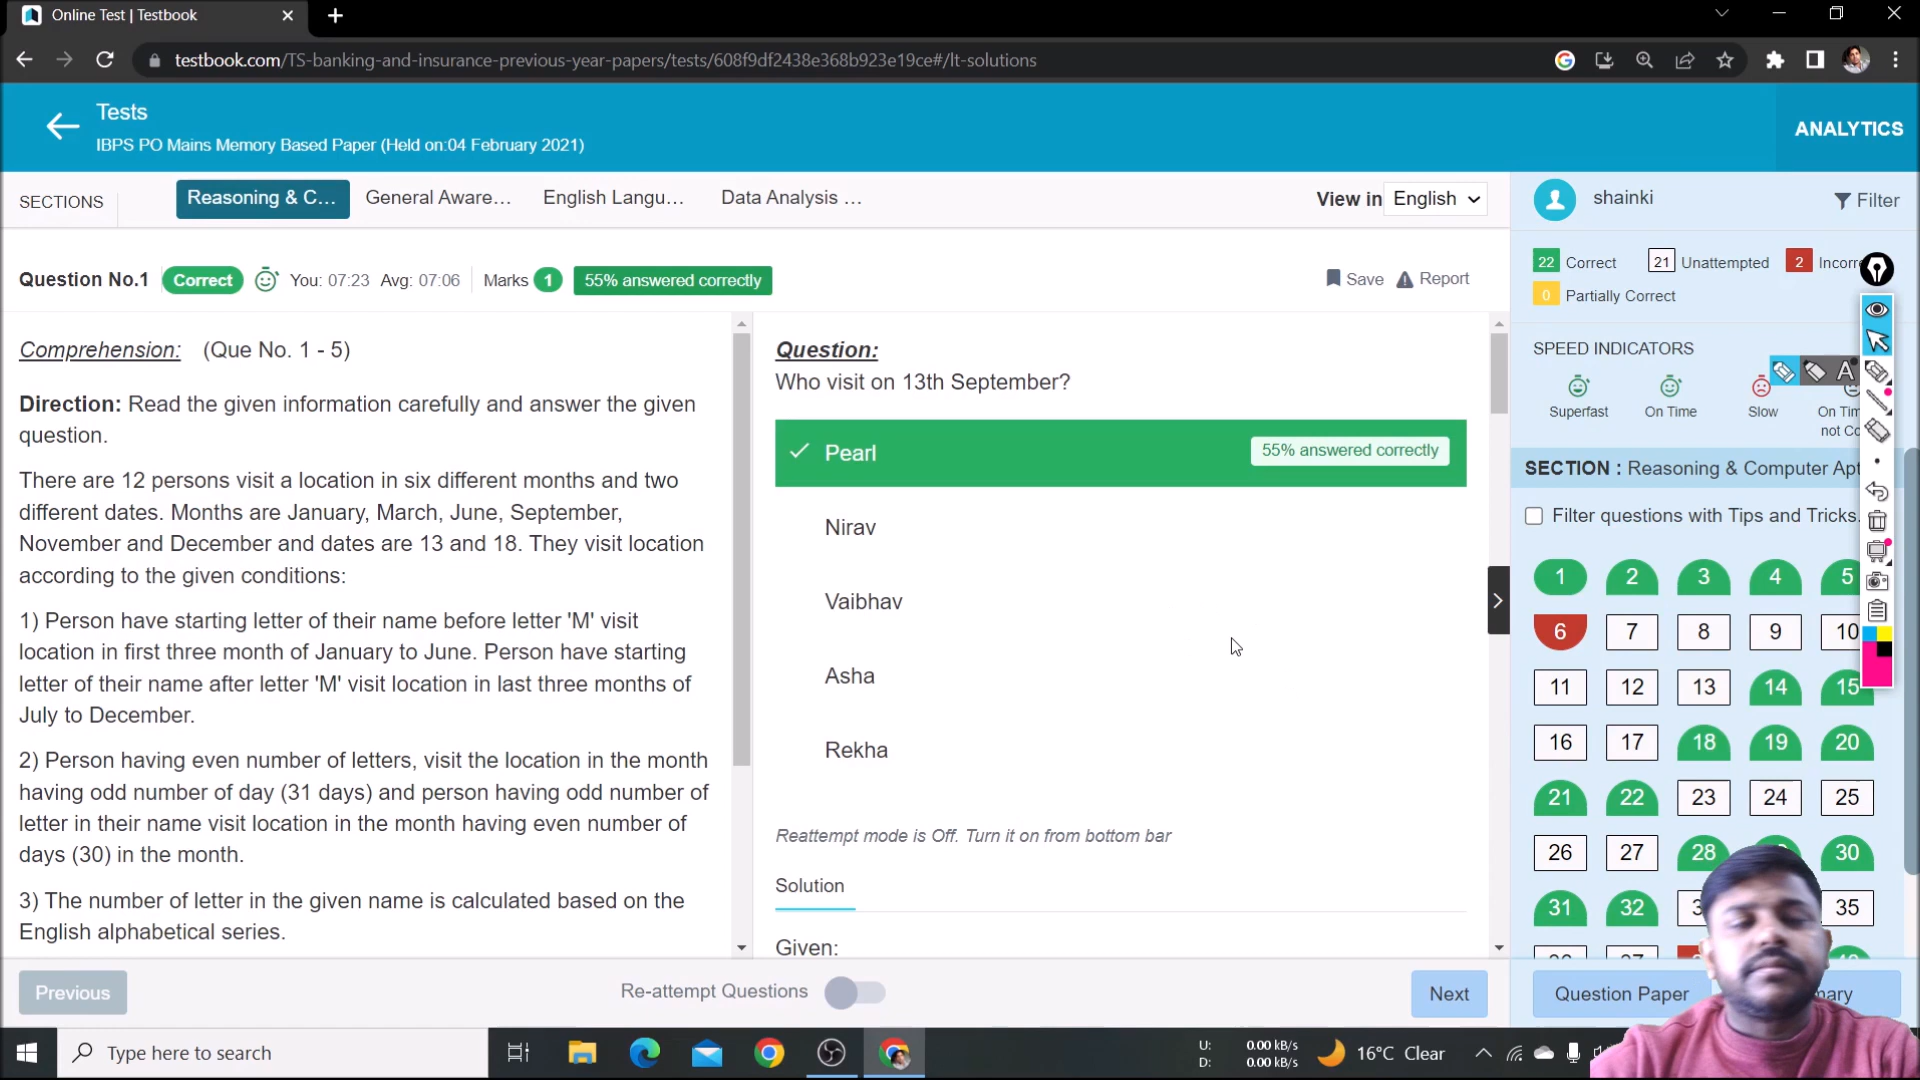 Online Test | Testbook
testbook.com/TS-banking-and-insurance-previous-year-papers/tests/608f9df2438e368b923e19ce#/lt-solutions
Tests
IBPS PO Mains Memory Based Paper (Held on:04 February 2021)
ANALYTICS
SECTIONS
Reasoning & C...
General Aware...
English Langu...
Data Analysis ...
View in English
shainki
Filter
Question No.1 Correct You: 07:23 Avg: 07:06 Marks 1 55% answered correctly
Save Report
22 Correct 21 Unattempted 2 Incorre
0 Partially Correct
Comprehension: (Que No. 1 - 5)
Direction: Read the given information carefully and answer the given
question.
There are 12 persons visit a location in six different months and two
different dates. Months are January, March, June, September,
November and December and dates are 13 and 18. They visit location
according to the given conditions:
1) Person have starting letter of their name before letter 'M' visit
location in first three month of January to June. Person have starting
letter of their name after letter 'M' visit location in last three months of
July to December.
2) Person having even number of letters, visit the location in the month
having odd number of day (31 days) and person having odd number of
letter in their name visit location in the month having even number of
days (30) in the month.
3) The number of letter in the given name is calculated based on the
English alphabetical series.
Question:
Who visit on 13th September?
Pearl 55% answered correctly
Nirav
Vaibhav
Asha
Rekha
Reattempt mode is Off. Turn it on from bottom bar
Solution
Given:
SPEED INDICATORS
A
Superfast On Time Slow On Tim
not Co
SECTION : Reasoning & Computer Apt
Filter questions with Tips and Tricks.
1 2 3 4 5
6 7 8 9 10
11 12 13 14 15
16 17 18 19 20
21 22 23 24 25
26 27 28 30
31 32 35
Previous
Re-attempt Questions
Next
Question Paper
mary
Type here to search
U: 0.00 kB/s
D: 0.00 kB/s
16°C Clear